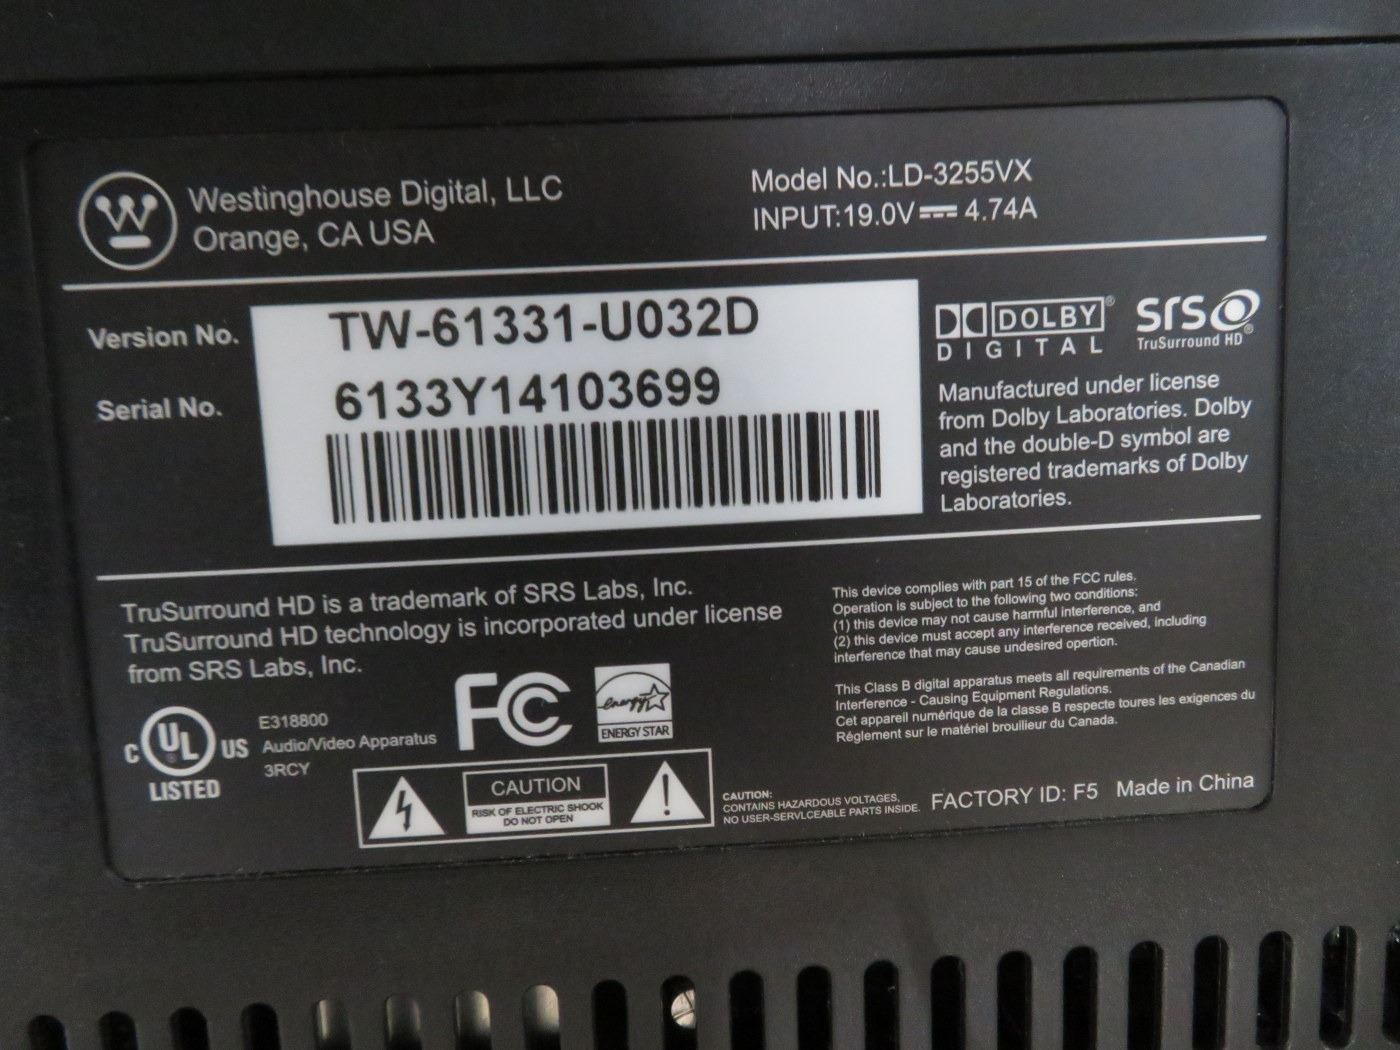 Westinghouse Digital, LLC
Orange, CA USA
Model No.:LD-3255VX
INPUT:19.0V 4.74A
Version No. TW-61331-U032D
Serial No. 6133Y14103699
DOLBY®
DIGITAL
SRS®
TruSurround HD
Manufactured under license
from Dolby Laboratories. Dolby
and the double-D symbol are
registered trademarks of Dolby
Laboratories.
TruSurround HD is a trademark of SRS Labs, Inc.
TruSurround HD technology is incorporated under license
from SRS Labs, Inc.
This device complies with part 15 of the FCC rules.
Operation is subject to the following two conditions:
(1) this device may not cause harmful interference, and
(2) this device must accept any interference received, including
interference that may cause undesired opertion.
This Class B digital apparatus meets all requirements of the Canadian
Interference - Causing Equipment Regulations.
Cet appareil numérique de la classe B respecte toures les exigences du
Réglement sur le matériel brouilleur du Canada.
C UL® US
LISTED
E318800
Audio/Video Apparatus
3RCY
FC
energy
ENERGY STAR
CAUTION
RISK OF ELECTRIC SHOOK
DO NOT OPEN
CAUTION:
CONTAINS HAZARDOUS VOLTAGES,
NO USER-SERVLCEABLE PARTS INSIDE.
FACTORY ID: F5 Made in China